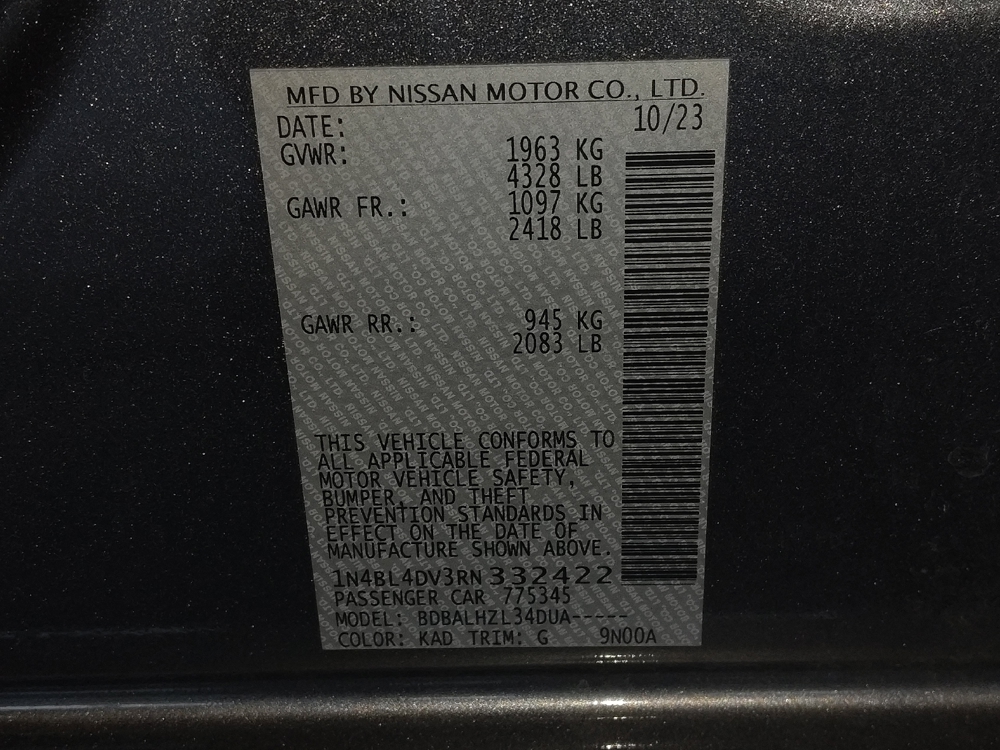 MFD BY NISSAN MOTOR CO., LTD.
DATE: 10/23
GVWR: 1963 KG
4328 LB
GAWR FR.: 1097 KG
2418 LB
GAWR RR.: 945 KG
2083 LB
THIS VEHICLE CONFORMS TO
ALL APPLICABLE FEDERAL
MOTOR VEHICLE SAFETY,
BUMPER, AND THEFT
PREVENTION STANDARDS IN
EFFECT ON THE DATE OF
MANUFACTURE SHOWN ABOVE.
1N4BL4DV3RN332422
PASSENGER CAR 775345
MODEL: BDBALHZL34DUA-----
COLOR: KAD TRIM: G 9N00A